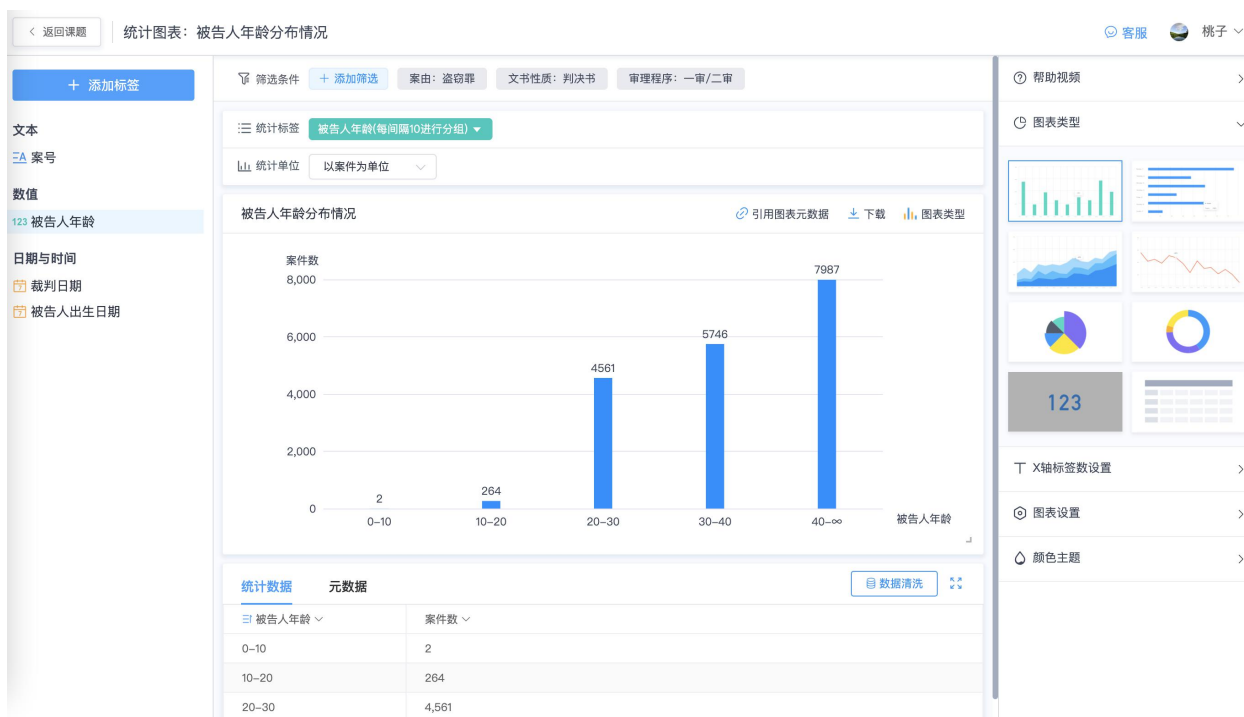 返回课题
统计图表：被告人年龄分布情况
客服
桃子
+ 添加标签
文本
案号
数值
123 被告人年龄
日期与时间
裁判日期
被告人出生日期
筛选条件 + 添加筛选 案由：盗窃罪 文书性质：判决书 审理程序：一审/二审
统计标签 被告人年龄(每间隔10进行分组)
统计单位 以案件为单位
被告人年龄分布情况
引用图表元数据 下载 图表类型
案件数
8,000
6,000
4,000
2,000
0
2
264
4561
5746
7987
0–10 10–20 20–30 30–40 40–∞
被告人年龄
统计数据 元数据
数据清洗
被告人年龄 案件数
0–10 2
10–20 264
20–30 4,561
帮助视频
图表类型
123
X轴标签数设置
图表设置
颜色主题